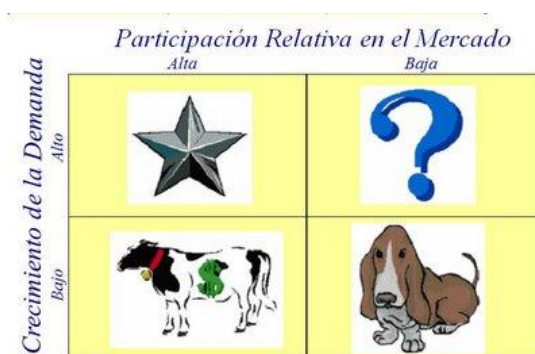 Participación Relativa en el Mercado
Alta
Baja
Crecimiento de la Demanda
Alto
Bajo
$